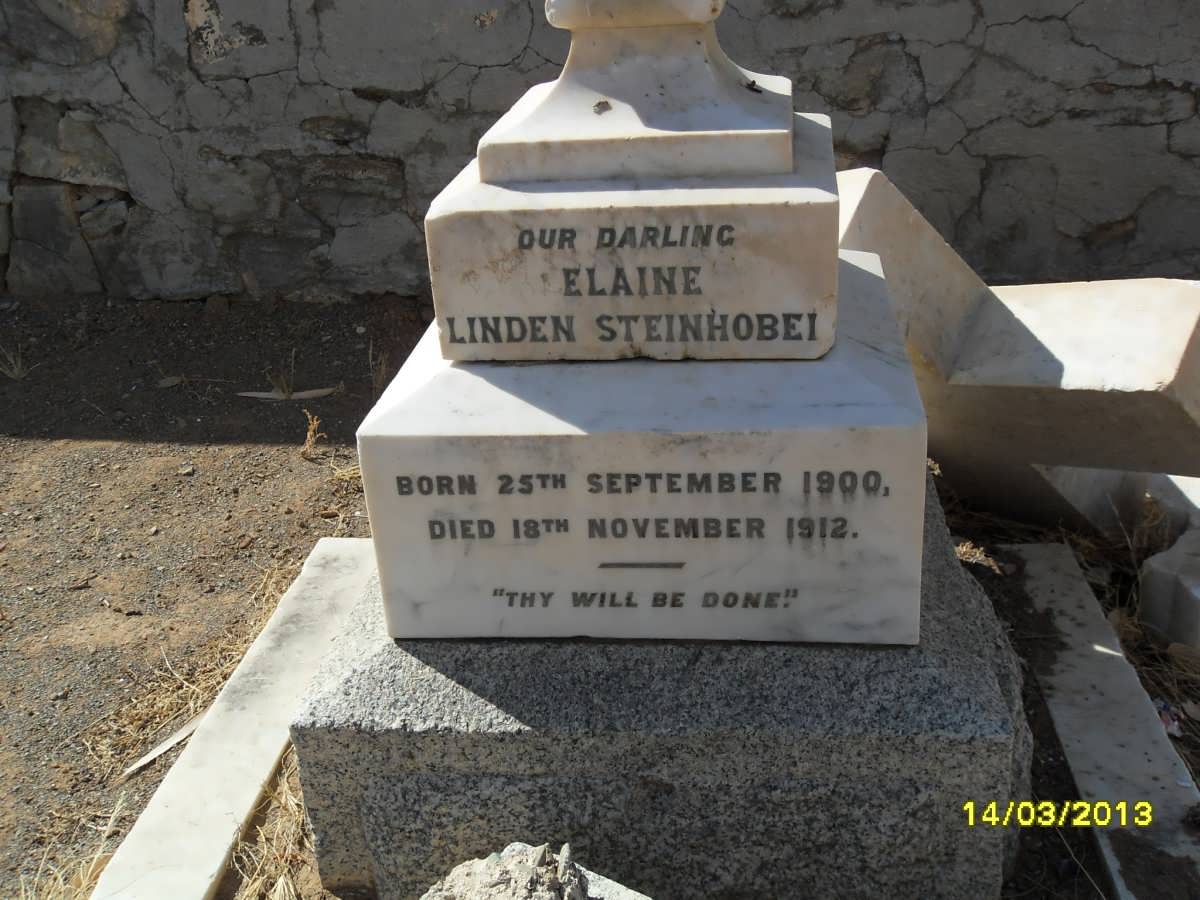 OUR DARLING
ELAINE
LINDEN STEINHOBEI
BORN 25TH SEPTEMBER 1900,
DIED 18TH NOVEMBER 1912.
"THY WILL BE DONE."
14/03/2013